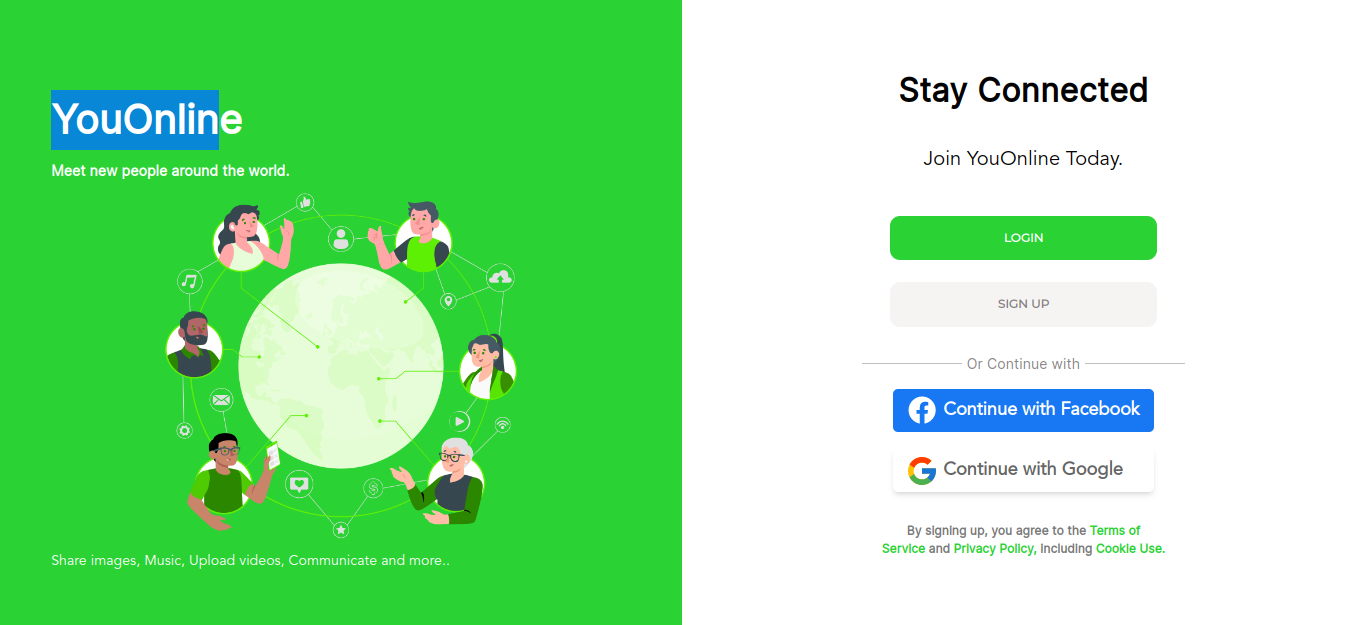 YouOnline
Meet new people around the world.
Share images, Music, Upload videos, Communicate and more..
Stay Connected
Join YouOnline Today.
LOGIN
SIGN UP
Or Continue with
Continue with Facebook
Continue with Google
By signing up, you agree to the Terms of
Service and Privacy Policy, including Cookie Use.